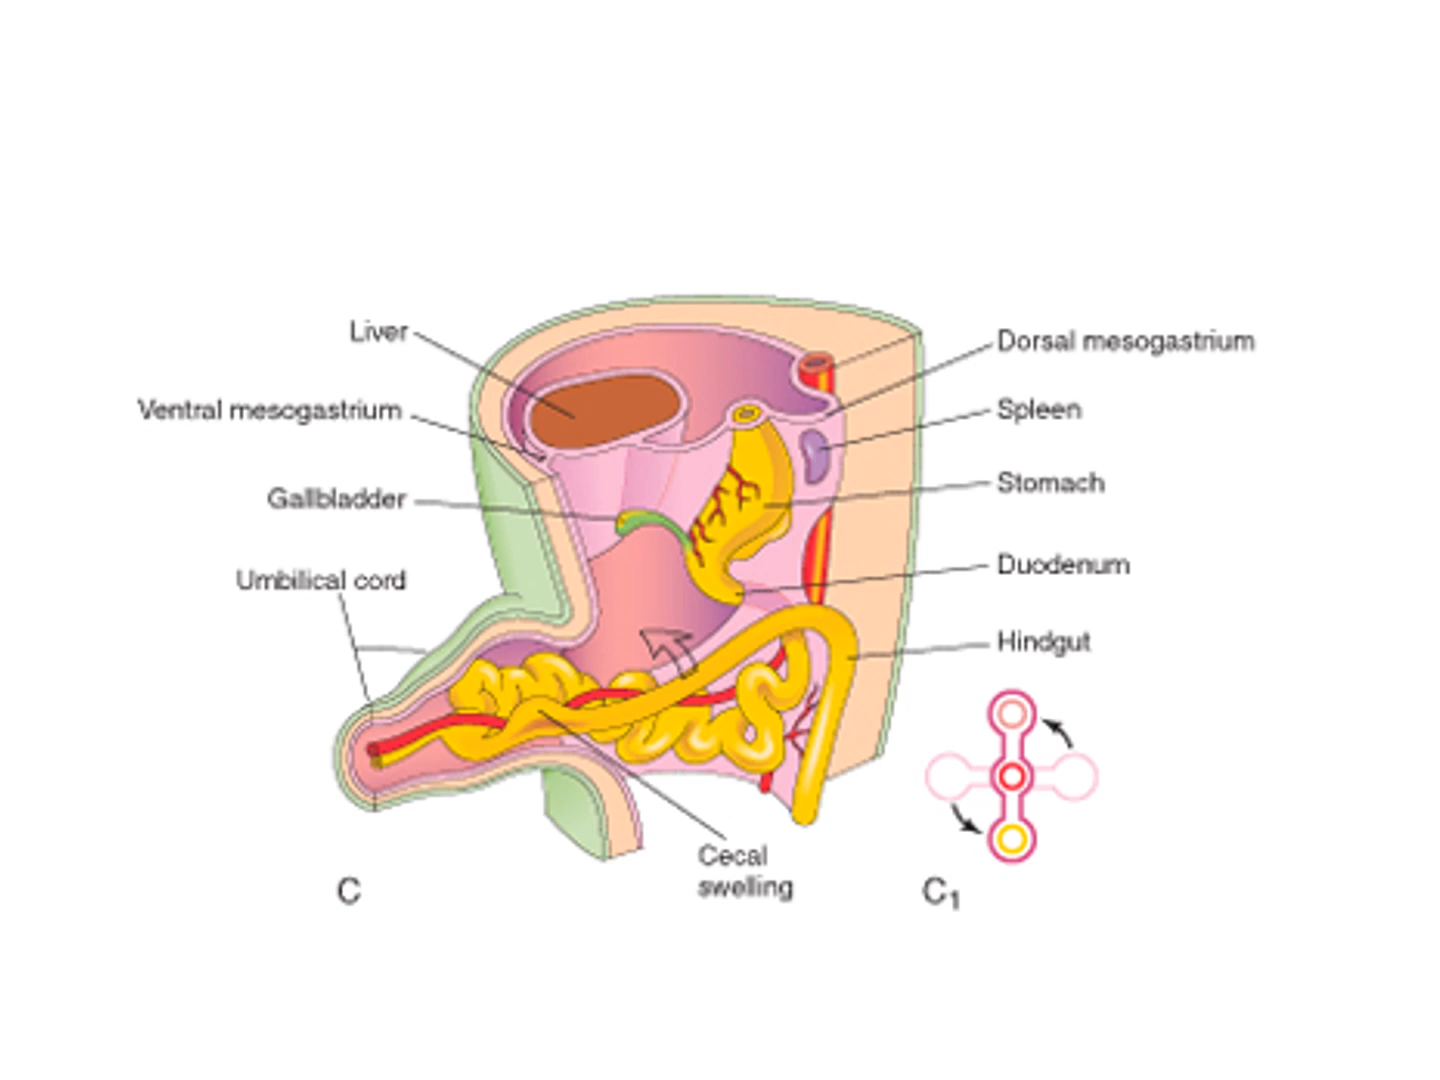 Liver
Ventral mesogastrium
Gallbladder
Umbilical cord
Dorsal mesogastrium
Spleen
Stomach
Duodenum
Hindgut
Cecal
swelling
C
C₁